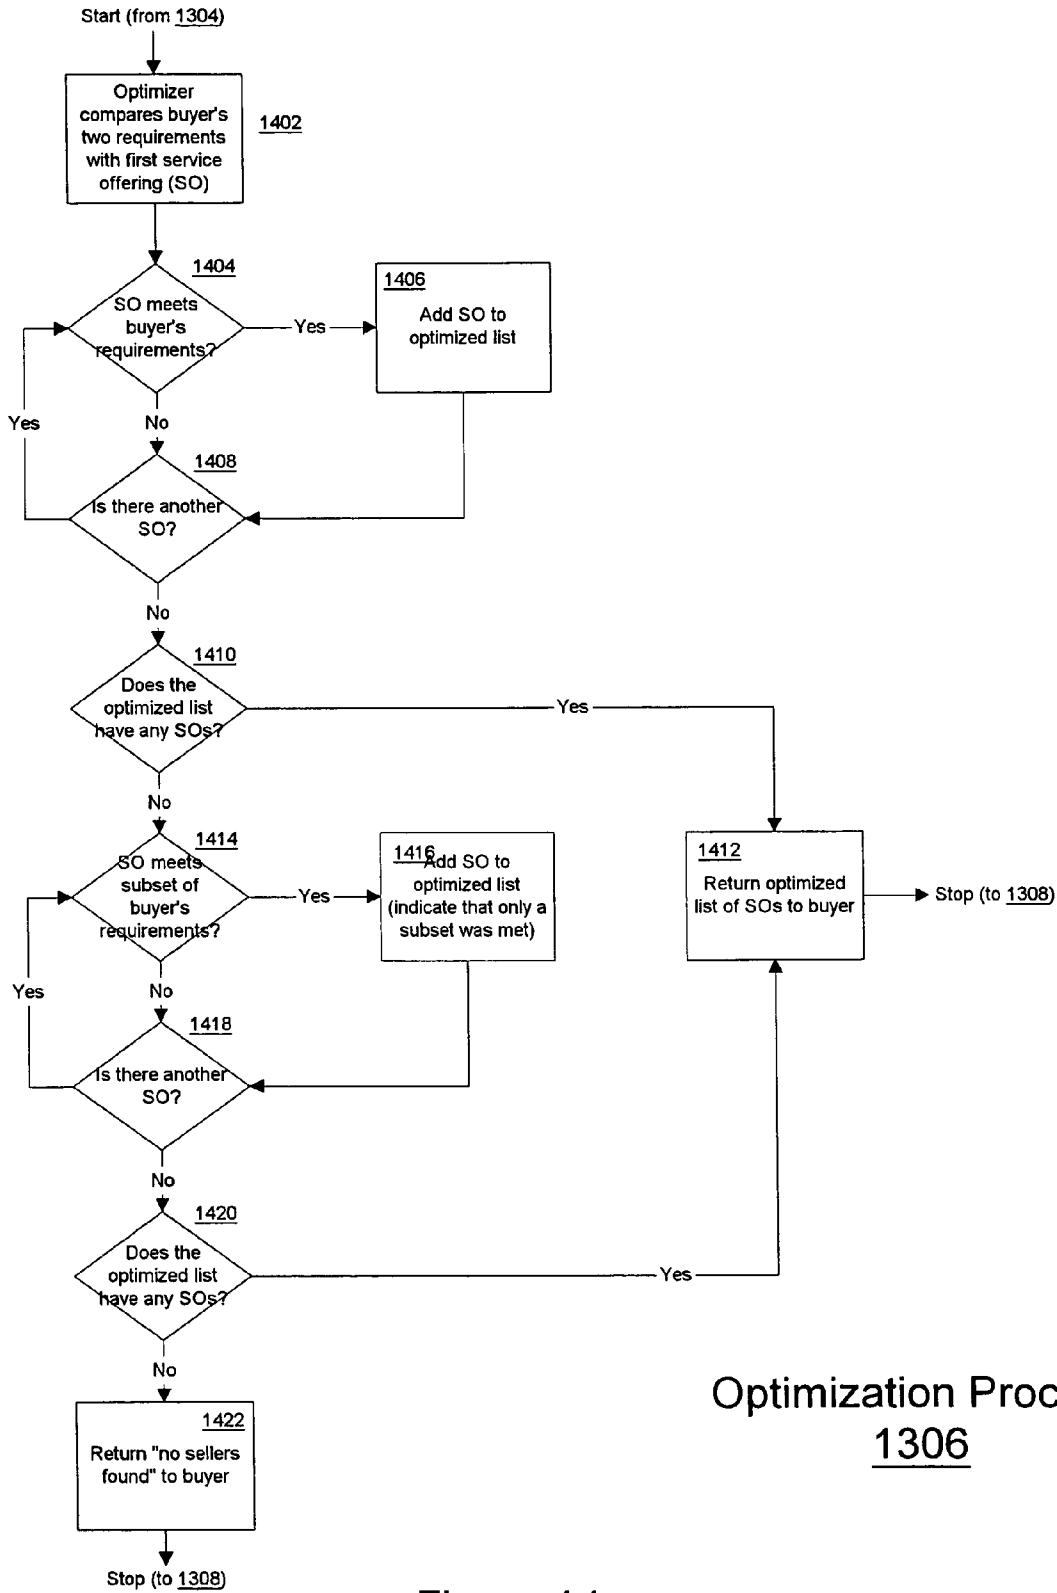 Start (from 1304)
Optimizer
compares buyer's
two requirements
with first service
offering (SO)
1402
1404
SO meets
buyer's
requirements?
Yes
1406
Add SO to
optimized list
Yes
No
1408
Is there another
SO?
No
1410
Does the
optimized list
have any SOs?
Yes
No
1414
SO meets
subset of
buyer's
requirements?
Yes
1416
Add SO to
optimized list
(indicate that only a
subset was met)
1412
Return optimized
list of SOs to buyer
Stop (to 1308)
Yes
No
1418
Is there another
SO?
No
1420
Does the
optimized list
have any SOs?
Yes
No
1422
Return "no sellers
found" to buyer
Stop (to 1308)
Optimization Proc
1306